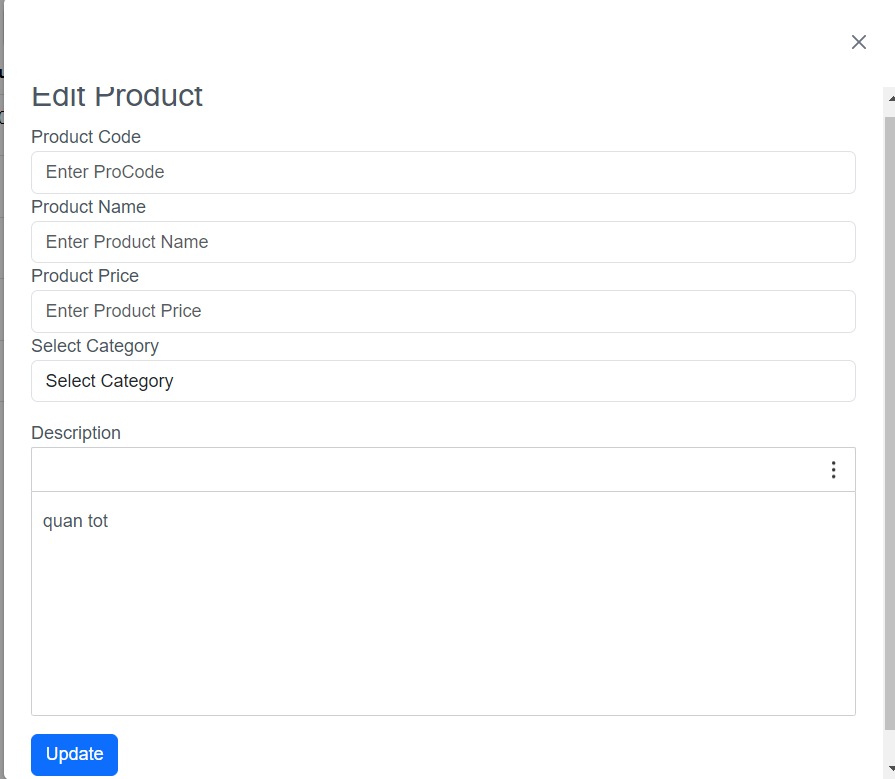 Edit Product
Product Code
Enter ProCode
Product Name
Enter Product Name
Product Price
Enter Product Price
Select Category
Select Category
Description
quan tot
Update